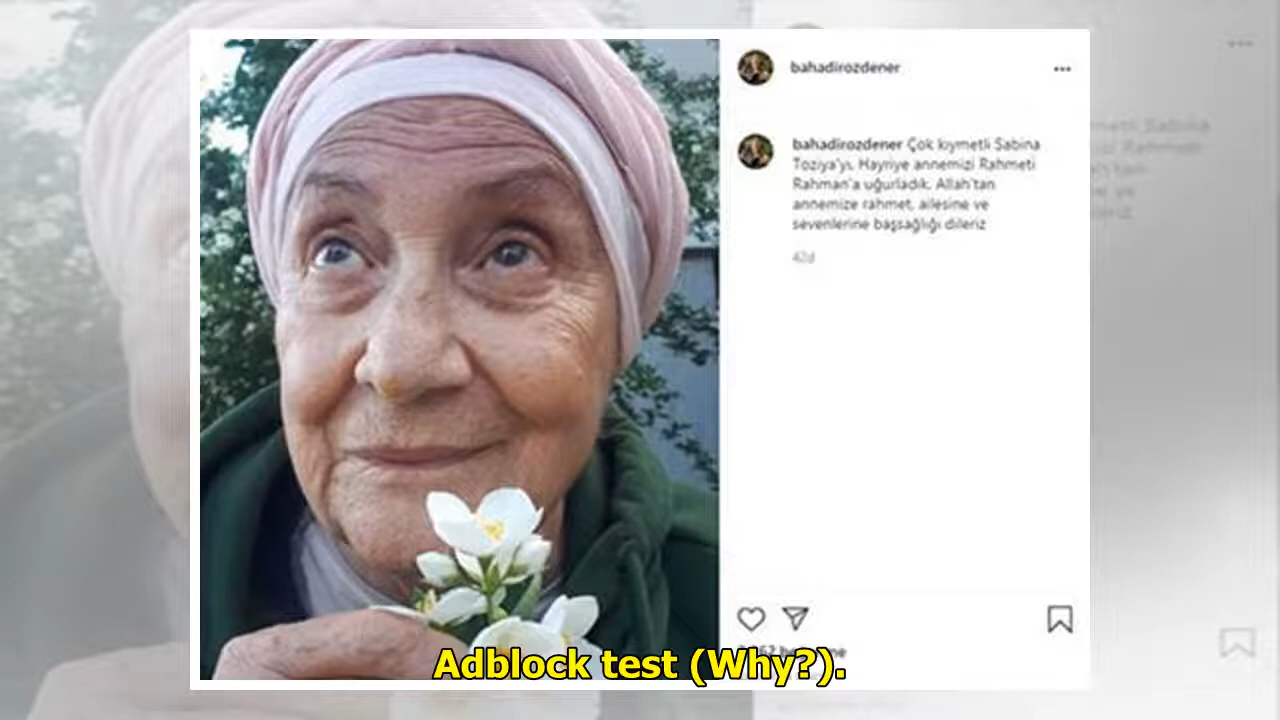 bahadirozdener
bahadirozdener Çok kıymetli Sabina
Toziya'yı, Hayriye annemizi Rahmeti
Rahman'a uğurladık. Allah'tan
annemize rahmet, ailesine ve
sevenlerine başsağlığı dileriz
42d
Adblock test (Why?).